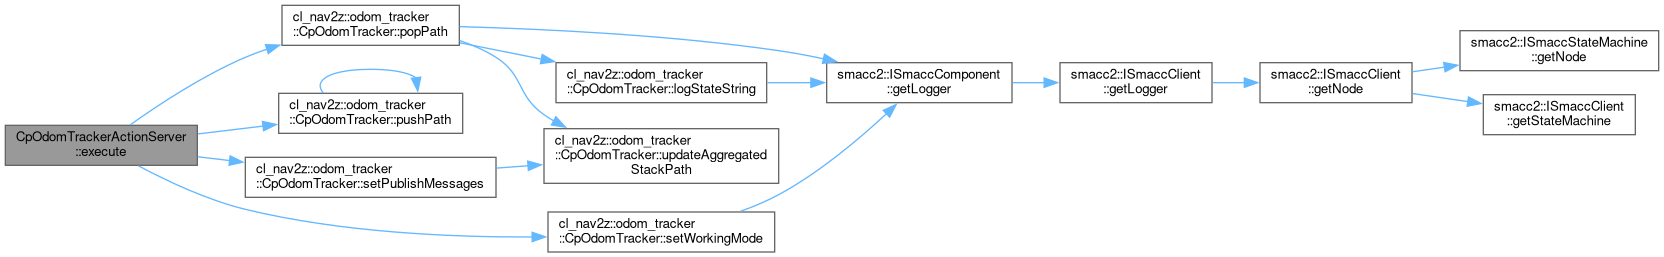 CpOdomTrackerActionServer
::execute
cl_nav2z::odom_tracker
::CpOdomTracker::popPath
cl_nav2z::odom_tracker
::CpOdomTracker::pushPath
cl_nav2z::odom_tracker
::CpOdomTracker::setPublishMessages
cl_nav2z::odom_tracker
::CpOdomTracker::logStateString
cl_nav2z::odom_tracker
::CpOdomTracker::updateAggregated
StackPath
cl_nav2z::odom_tracker
::CpOdomTracker::setWorkingMode
smacc2::ISmaccComponent
::getLogger
smacc2::ISmaccClient
::getLogger
smacc2::ISmaccClient
::getNode
smacc2::ISmaccStateMachine
::getNode
smacc2::ISmaccClient
::getStateMachine